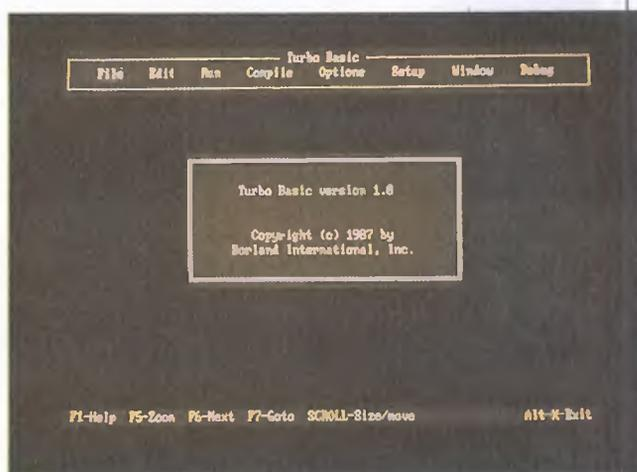 Turbo Basic
File Edit Run Compile Options Setup Window Debug
Turbo Basic version 1.0
Copyright (c) 1987 by
Borland International, Inc.
F1-Help F5-Zoom F6-Next F7-Goto SCROLL-Size/move Alt-X-Exit